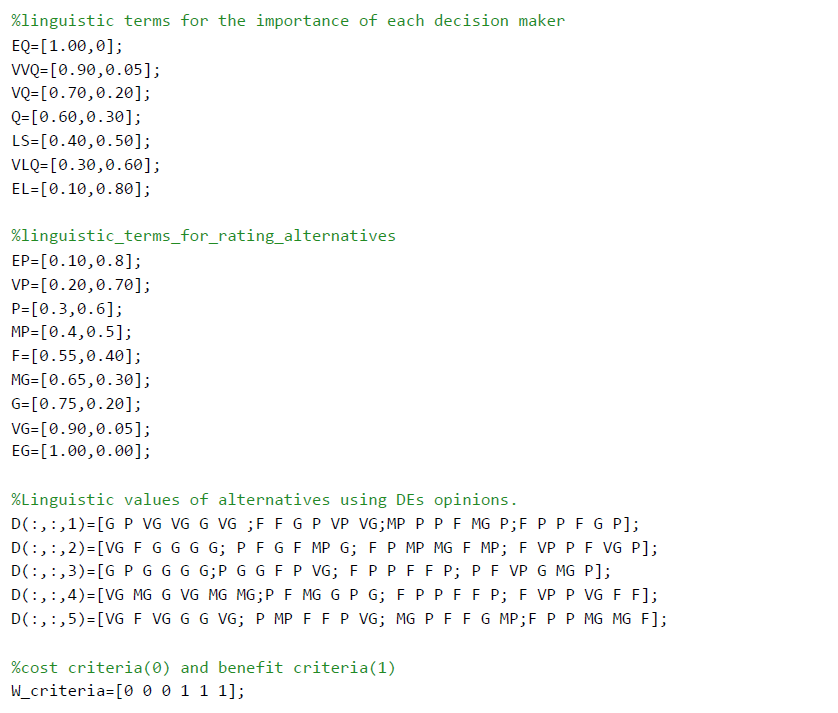 %linguistic terms for the importance of each decision maker
EQ=[1.00,0];
VVQ=[0.90,0.05];
VQ=[0.70,0.20];
Q=[0.60,0.30];
LS=[0.40,0.50];
VLQ=[0.30,0.60];
EL=[0.10,0.80];
%linguistic_terms_for_rating_alternatives
EP=[0.10,0.8];
VP=[0.20,0.70];
P=[0.3,0.6];
MP=[0.4,0.5];
F=[0.55,0.40];
MG=[0.65,0.30];
G=[0.75,0.20];
VG=[0.90,0.05];
EG=[1.00,0.00];
%Linguistic values of alternatives using DEs opinions.
D(:,:,1)=[G P VG VG G VG ;F F G P VP VG;MP P P F MG P;F P P F G P];
D(:,:,2)=[VG F G G G G; P F G F MP G; F P MP MG F MP; F VP P F VG P];
D(:,:,3)=[G P G G G G;P G G F P VG; F P P F F P; P F VP G MG P];
D(:,:,4)=[VG MG G VG MG MG;P F MG G P G; F P P F F P; F VP P VG F F];
D(:,:,5)=[VG F VG G G VG; P MP F F P VG; MG P F F G MP;F P P MG MG F];
%cost criteria(0) and benefit criteria(1)
W_criteria=[0 0 0 1 1 1];